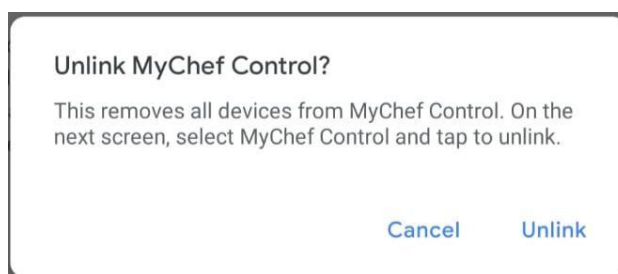 Unlink MyChef Control?
This removes all devices from MyChef Control. On the
next screen, select MyChef Control and tap to unlink.
Cancel Unlink